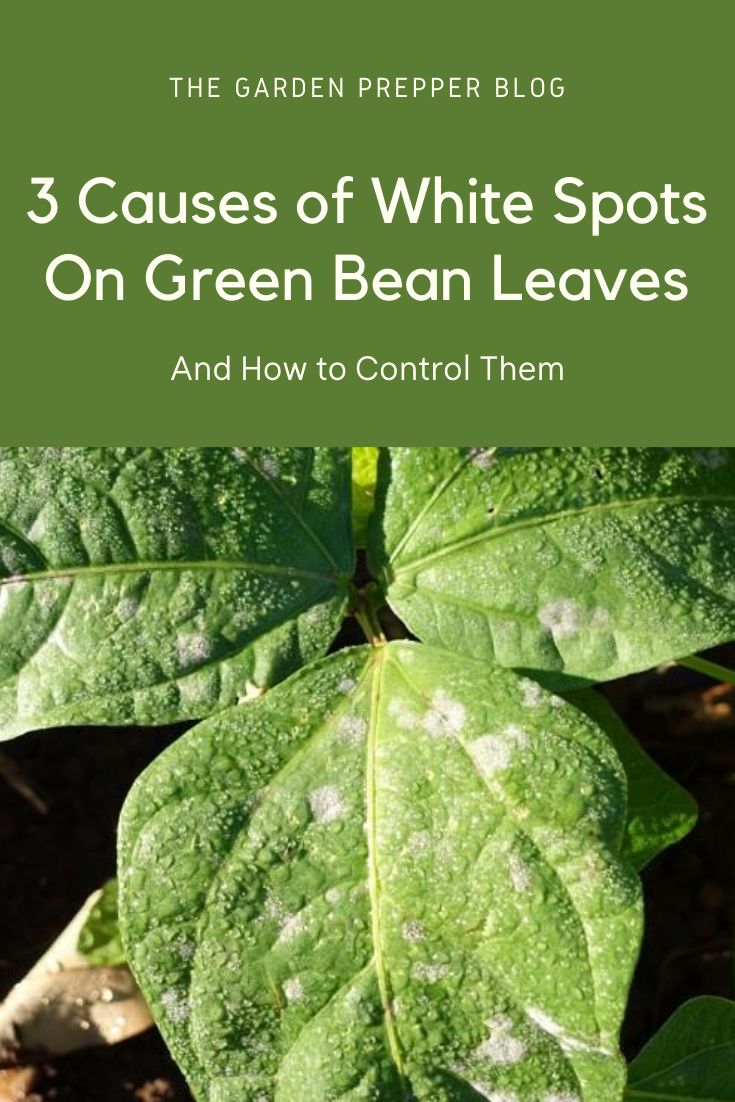 THE GARDEN PREPPER BLOG
3 Causes of White Spots
On Green Bean Leaves
And How to Control Them